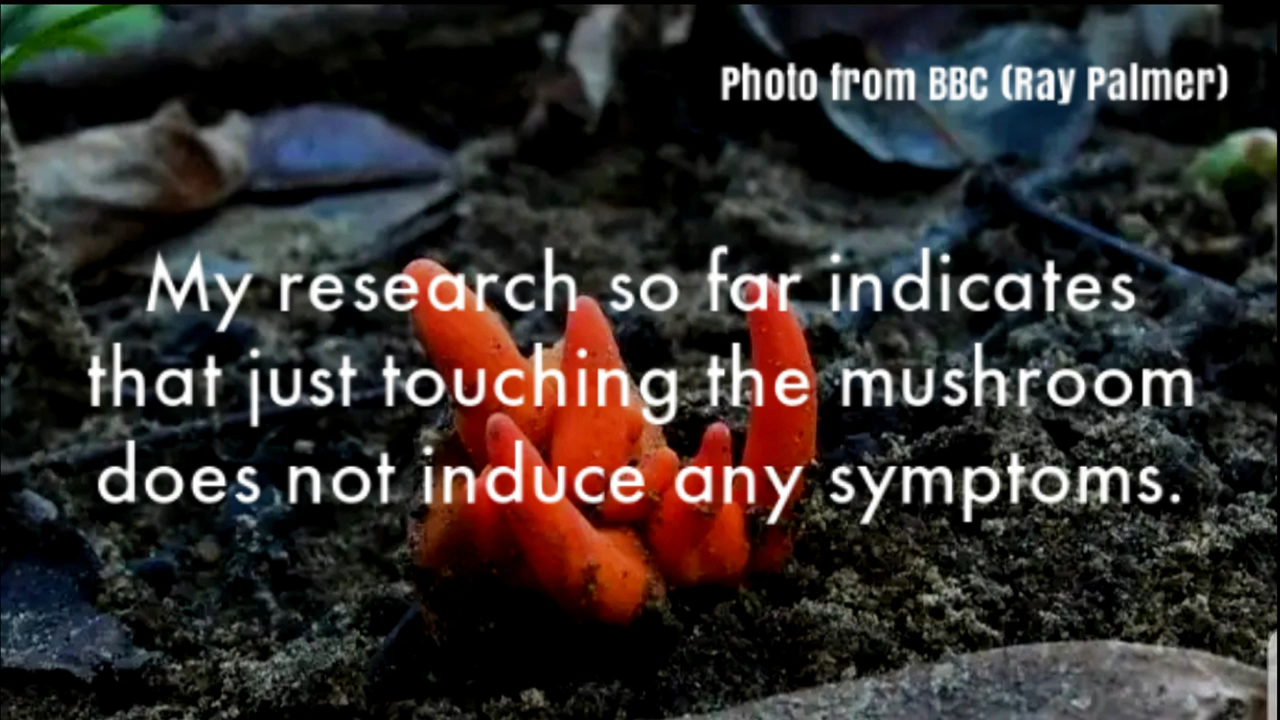 Photo from BBC (Ray Palmer)
My research so far indicates
that just touching the mushroom
does not induce any symptoms.